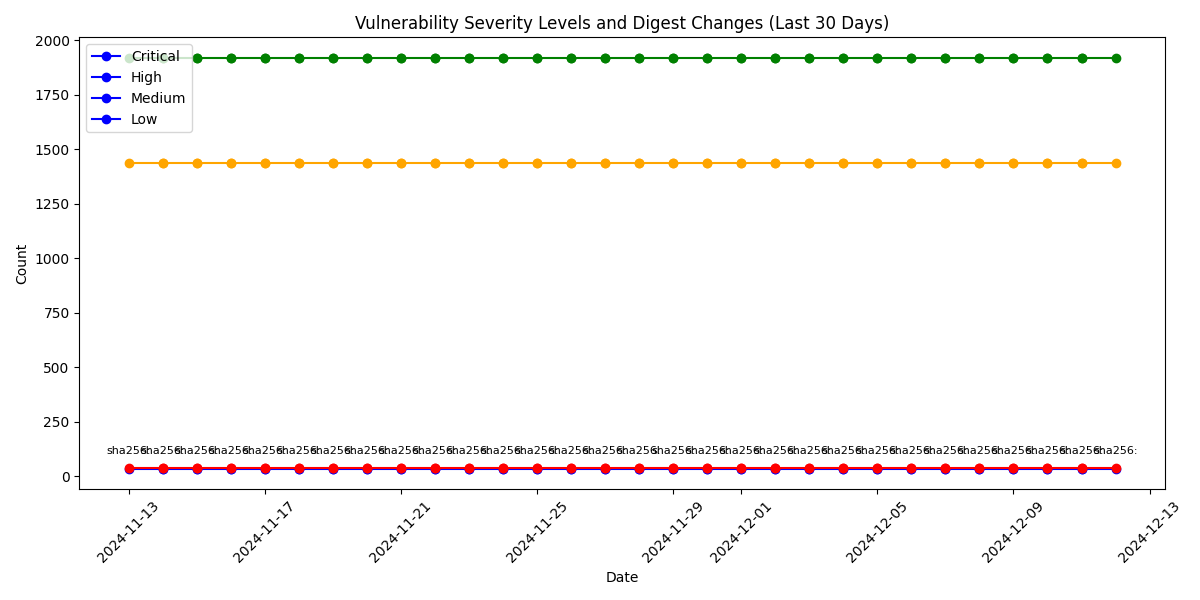 Vulnerability Severity Levels and Digest Changes (Last 30 Days)
2000
1750
1500
1250
1000
750
500
250
0
Count
Critical
High
Medium
Low
sha256: sha256: sha256: sha256: sha256: sha256: sha256: sha256: sha256: sha256: sha256: sha256: sha256: sha256: sha256: sha256: sha256: sha256: sha256: sha256: sha256: sha256: sha256: sha256: sha256: sha256: sha256: sha256: sha256: sha256:
2024-11-13
2024-11-17
2024-11-21
2024-11-25
2024-11-29
2024-12-01
2024-12-05
2024-12-09
2024-12-13
Date